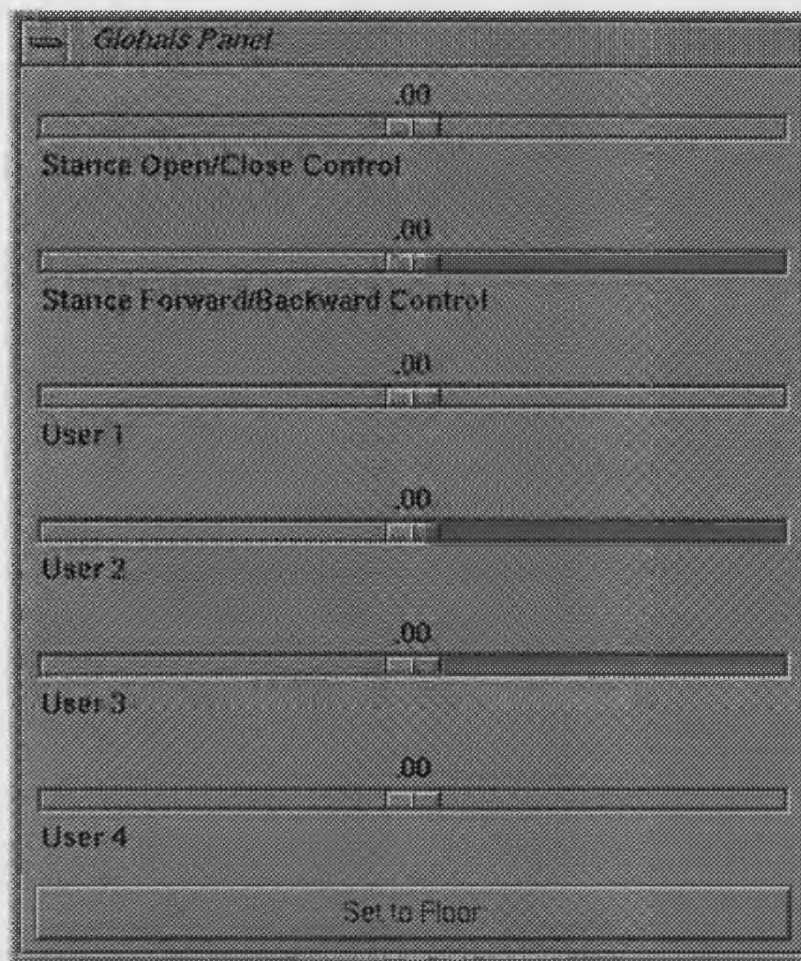 Globals Panel
.00
Stance Open/Close Control
.00
Stance Forward/Backward Control
.00
User 1
.00
User 2
.00
User 3
.00
User 4
Set to Floor